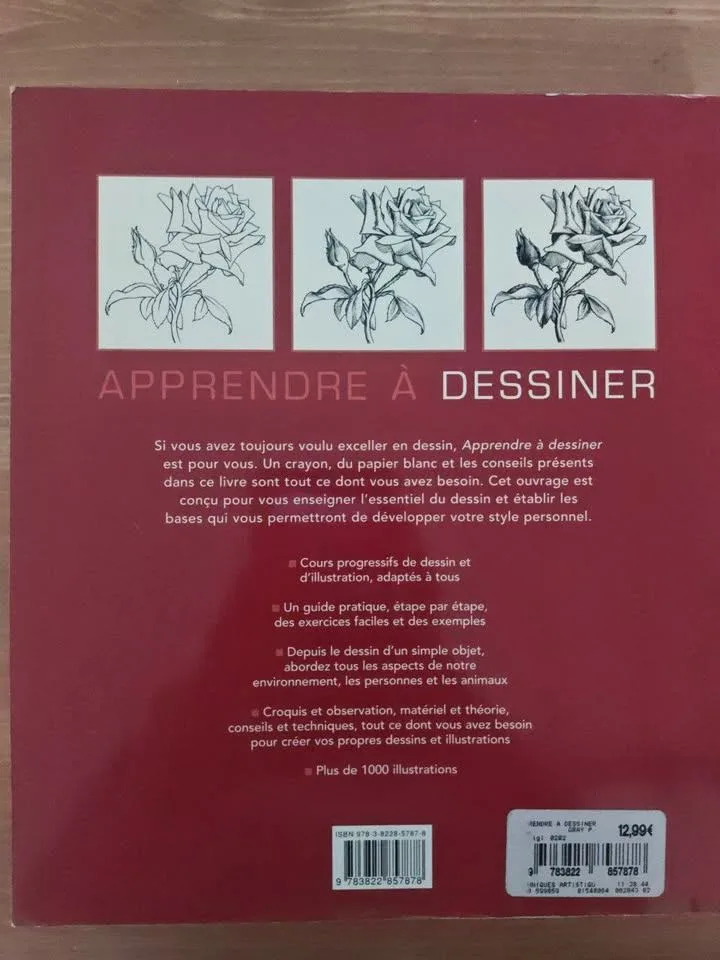 APPRENDRE À DESSINER
Si vous avez toujours voulu exceller en dessin, Apprendre à dessiner
est pour vous. Un crayon, du papier blanc et les conseils présents
dans ce livre sont tout ce dont vous avez besoin. Cet ouvrage est
conçu pour vous enseigner l'essentiel du dessin et établir les
bases qui vous permettront de développer votre style personnel.
Cours progressifs de dessin et
d'illustration, adaptés à tous
Un guide pratique, étape par étape,
des exercices faciles et des exemples
Depuis le dessin d'un simple objet,
abordez tous les aspects de notre
environnement, les personnes et les animaux
Croquis et observation, matériel et théorie,
conseils et techniques, tout ce dont vous avez besoin
pour créer vos propres dessins et illustrations
Plus de 1000 illustrations
ISBN 978-3-8228-5787-8
9 783822 857878
RENDRE A DESSINER
GRAY P
12,99€
9 783822 857878
NIQUES ARTISTIQU